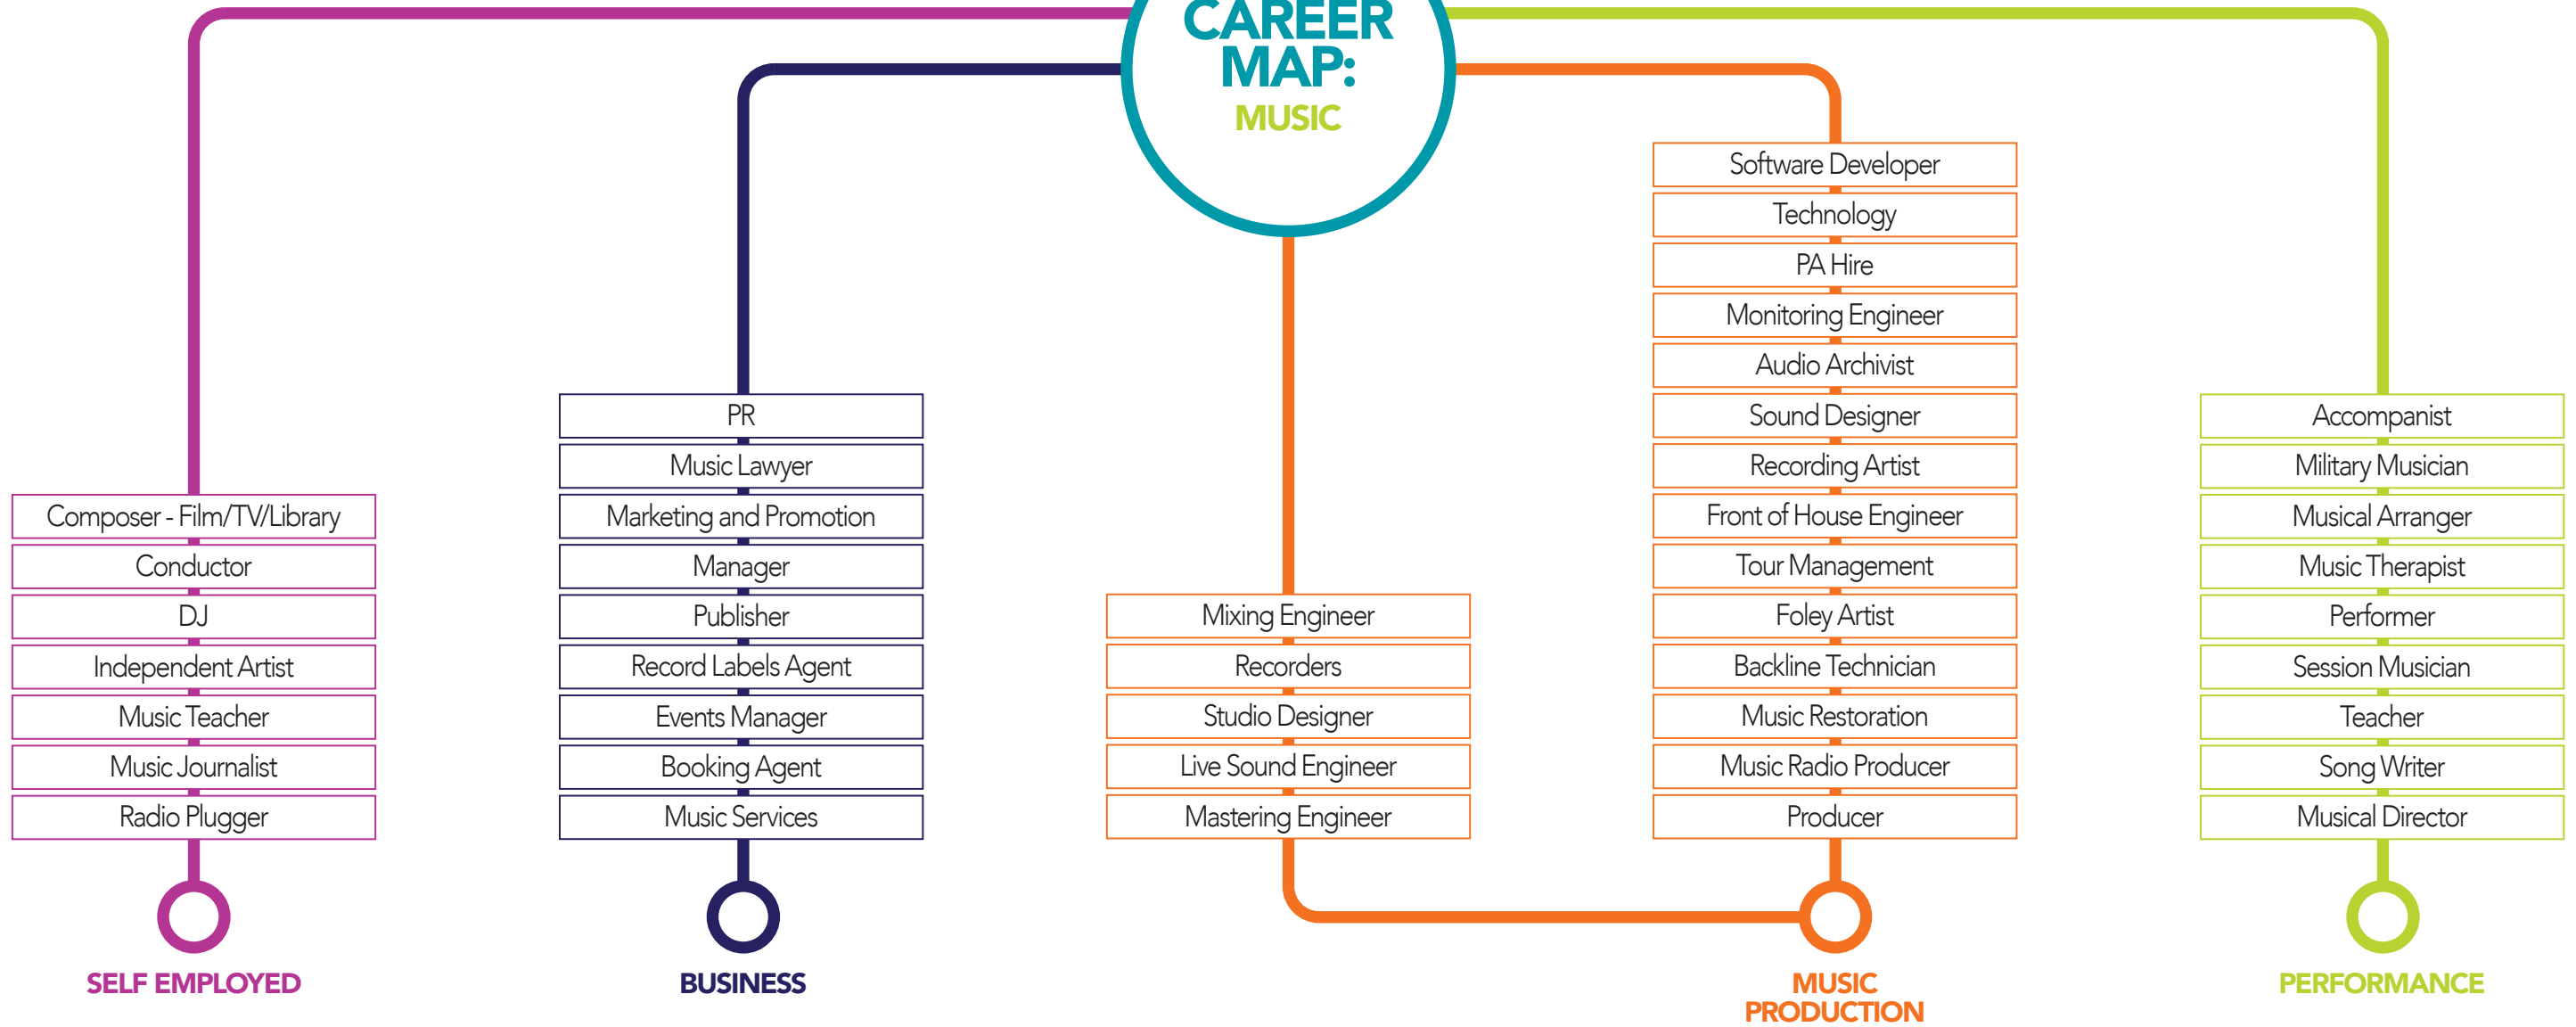 CAREER
MAP:
MUSIC
Composer - Film/TV/Library
Conductor
DJ
Independent Artist
Music Teacher
Music Journalist
Radio Plugger
SELF EMPLOYED
PR
Music Lawyer
Marketing and Promotion
Manager
Publisher
Record Labels Agent
Events Manager
Booking Agent
Music Services
BUSINESS
Mixing Engineer
Recorders
Studio Designer
Live Sound Engineer
Mastering Engineer
Software Developer
Technology
PA Hire
Monitoring Engineer
Audio Archivist
Sound Designer
Recording Artist
Front of House Engineer
Tour Management
Foley Artist
Backline Technician
Music Restoration
Music Radio Producer
Producer
MUSIC
PRODUCTION
Accompanist
Military Musician
Musical Arranger
Music Therapist
Performer
Session Musician
Teacher
Song Writer
Musical Director
PERFORMANCE